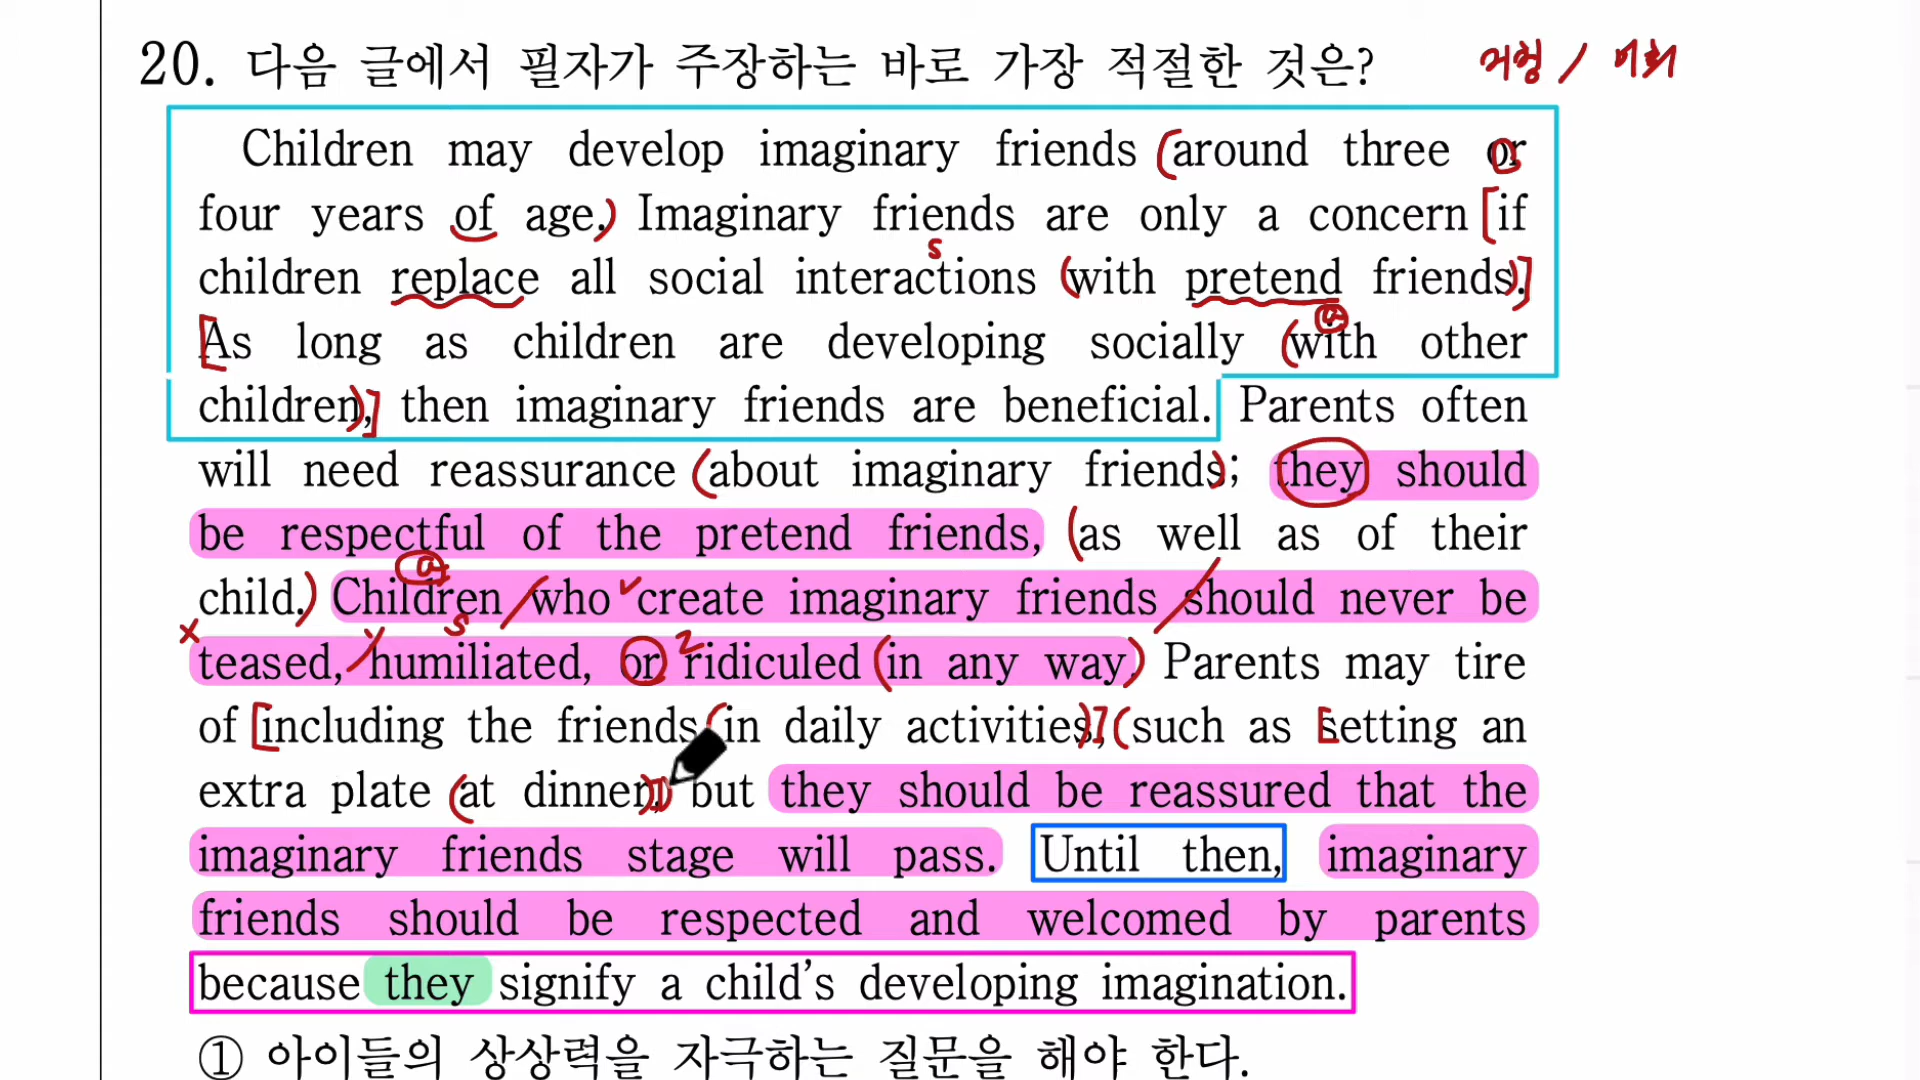 20. 다음 글에서 필자가 주장하는 바로 가장 적절한 것은?
Children may develop imaginary friends around three or
four years of age. Imaginary friends are only a concern if
children replace all social interactions with pretend friends.
As long as children are developing socially with other
children, then imaginary friends are beneficial. Parents often
will need reassurance about imaginary friends; they should
be respectful of the pretend friends, as well as of their
child. Children who create imaginary friends should never be
teased, humiliated, or ridiculed in any way. Parents may tire
of including the friends in daily activities, such as setting an
extra plate at dinner, but they should be reassured that the
imaginary friends stage will pass. Until then, imaginary
friends should be respected and welcomed by parents
because they signify a child's developing imagination.
① 아이들의 상상력을 자극하는 질문을 해야 한다.